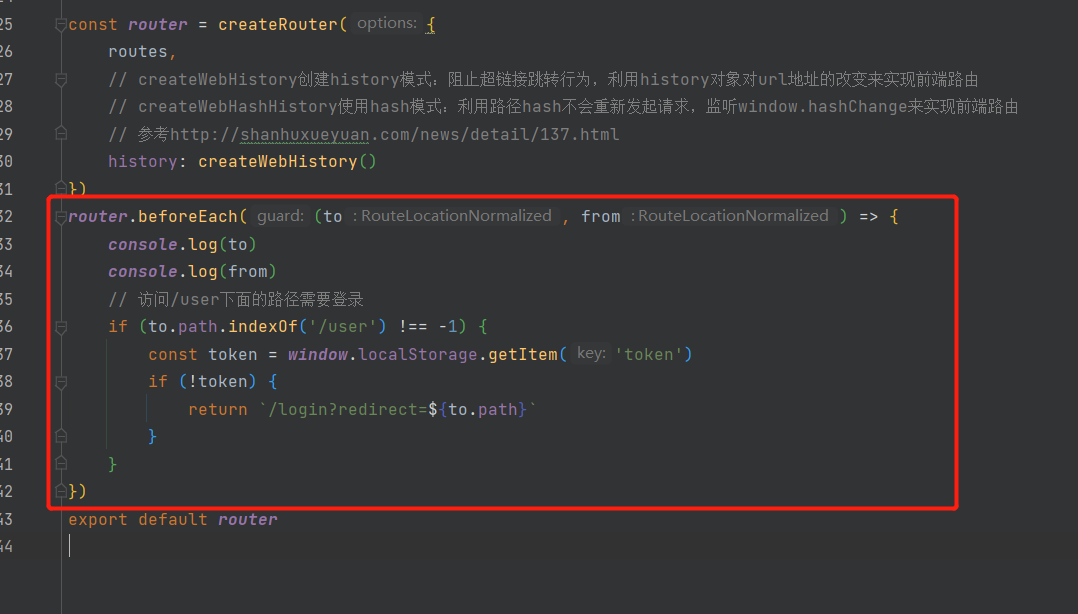 25 const router = createRouter( options: {
26 routes,
27 // createWebHistory创建history模式：阻止超链接跳转行为，利用history对象对url地址的改变来实现前端路由
28 // createWebHashHistory使用hash模式：利用路径hash不会重新发起请求，监听window.hashChange来实现前端路由
29 // 参考http://shanhuxueyuan.com/news/detail/137.html
30 history: createWebHistory()
31 })
32 router.beforeEach( guard: (to : RouteLocationNormalized , from : RouteLocationNormalized ) => {
33 console.log(to)
34 console.log(from)
35 // 访问/user下面的路径需要登录
36 if (to.path.indexOf('/user') !== -1) {
37 const token = window.localStorage.getItem( key: 'token')
38 if (!token) {
39 return `/login?redirect=${to.path}`
40 }
41 }
42 })
43 export default router
44